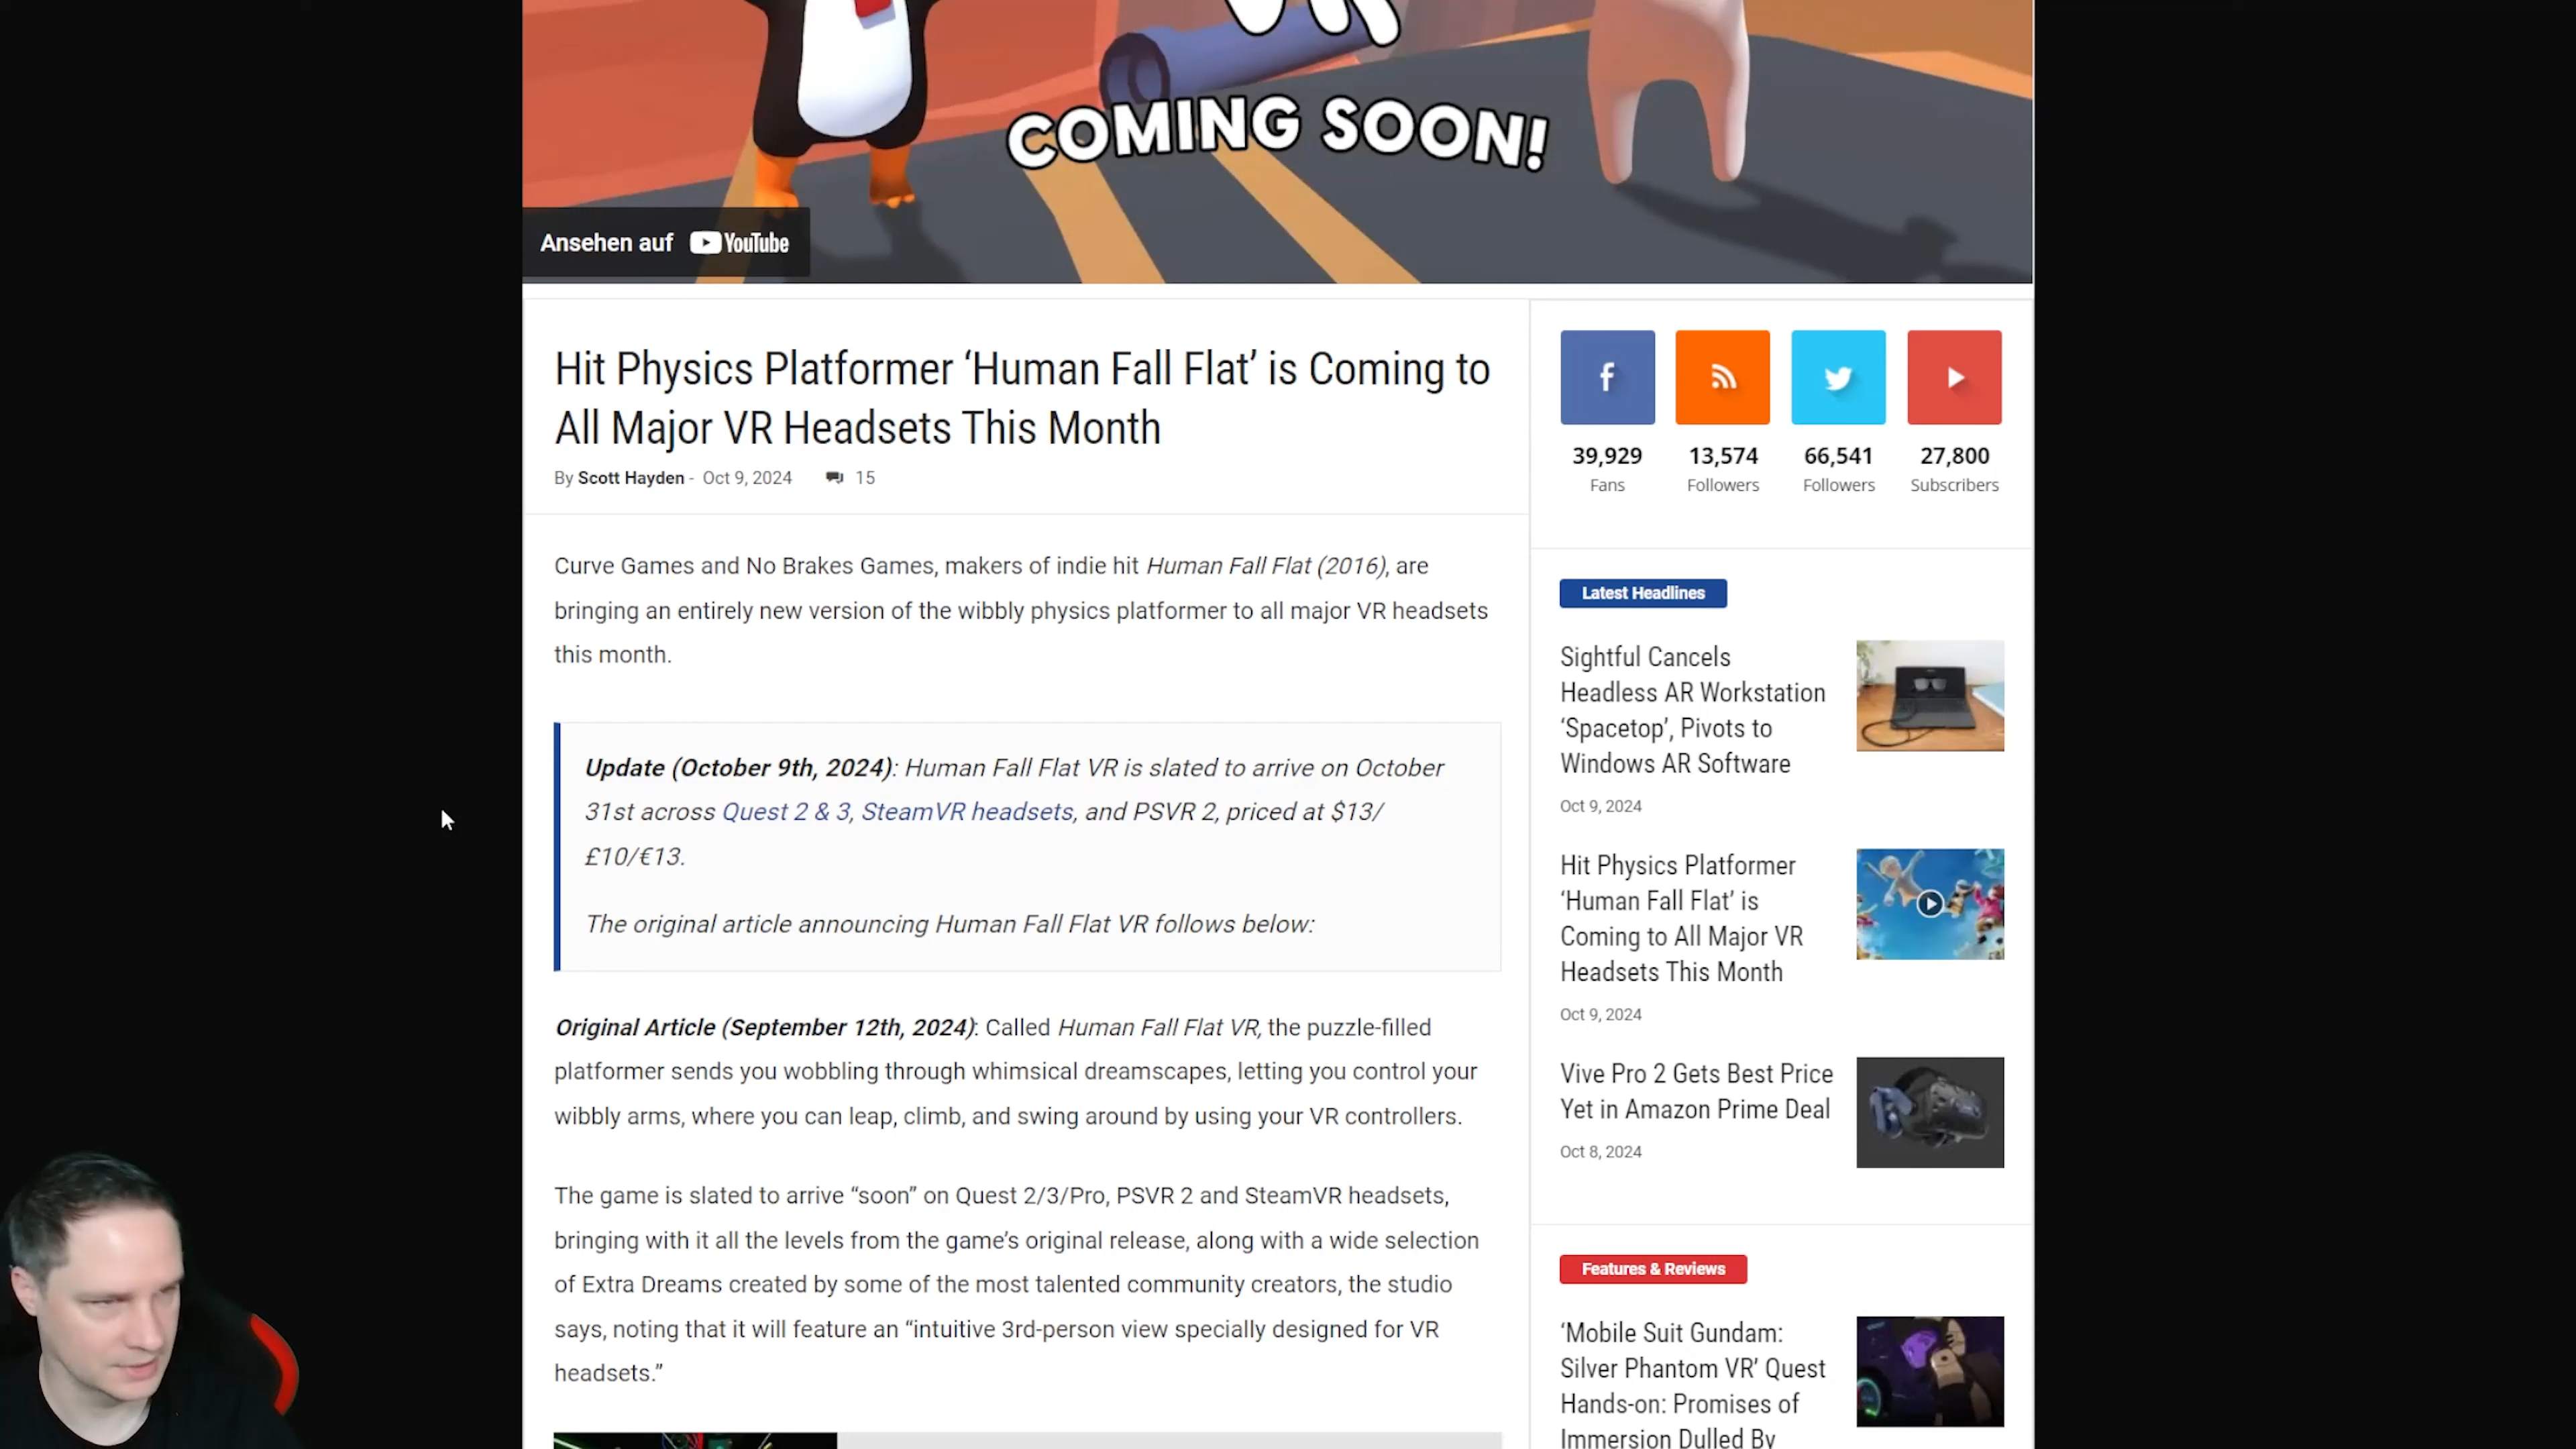 COMING SOON!
Ansehen auf YouTube
Hit Physics Platformer ‘Human Fall Flat’ is Coming to
All Major VR Headsets This Month
By Scott Hayden - Oct 9, 2024 15
Curve Games and No Brakes Games, makers of indie hit Human Fall Flat (2016), are
bringing an entirely new version of the wibbly physics platformer to all major VR headsets
this month.
Update (October 9th, 2024): Human Fall Flat VR is slated to arrive on October
31st across Quest 2 & 3, SteamVR headsets, and PSVR 2, priced at $13/
£10/€13.
The original article announcing Human Fall Flat VR follows below:
Original Article (September 12th, 2024): Called Human Fall Flat VR, the puzzle-filled
platformer sends you wobbling through whimsical dreamscapes, letting you control your
wibbly arms, where you can leap, climb, and swing around by using your VR controllers.
The game is slated to arrive “soon” on Quest 2/3/Pro, PSVR 2 and SteamVR headsets,
bringing with it all the levels from the game’s original release, along with a wide selection
of Extra Dreams created by some of the most talented community creators, the studio
says, noting that it will feature an “intuitive 3rd-person view specially designed for VR
headsets.”
39,929 13,574 66,541 27,800
Fans Followers Followers Subscribers
Latest Headlines
Sightful Cancels
Headless AR Workstation
‘Spacetop’, Pivots to
Windows AR Software
Oct 9, 2024
Hit Physics Platformer
‘Human Fall Flat’ is
Coming to All Major VR
Headsets This Month
Oct 9, 2024
Vive Pro 2 Gets Best Price
Yet in Amazon Prime Deal
Oct 8, 2024
Features & Reviews
‘Mobile Suit Gundam:
Silver Phantom VR’ Quest
Hands-on: Promises of
Immersion Dulled By